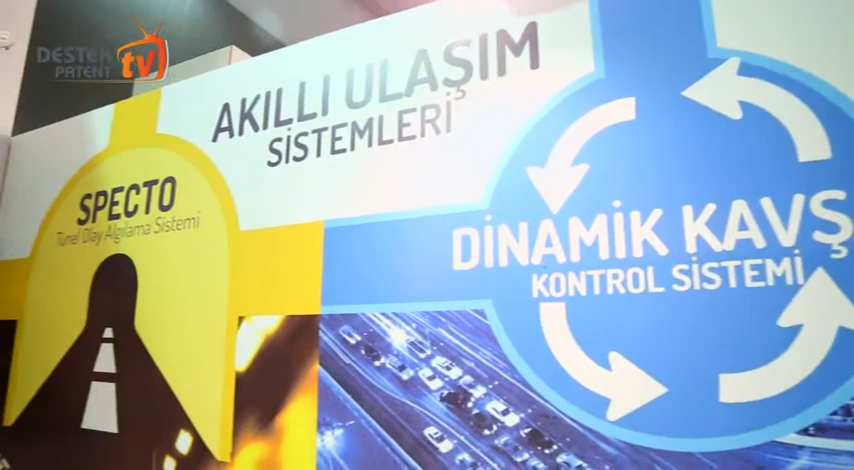 DESTEK
PATENT tv
AKILLI ULAŞIM
SİSTEMLERİ
SPECTO
Tünel Olay Algılama Sistemi
DİNAMİK KAVŞ
KONTROL SİSTEMİ